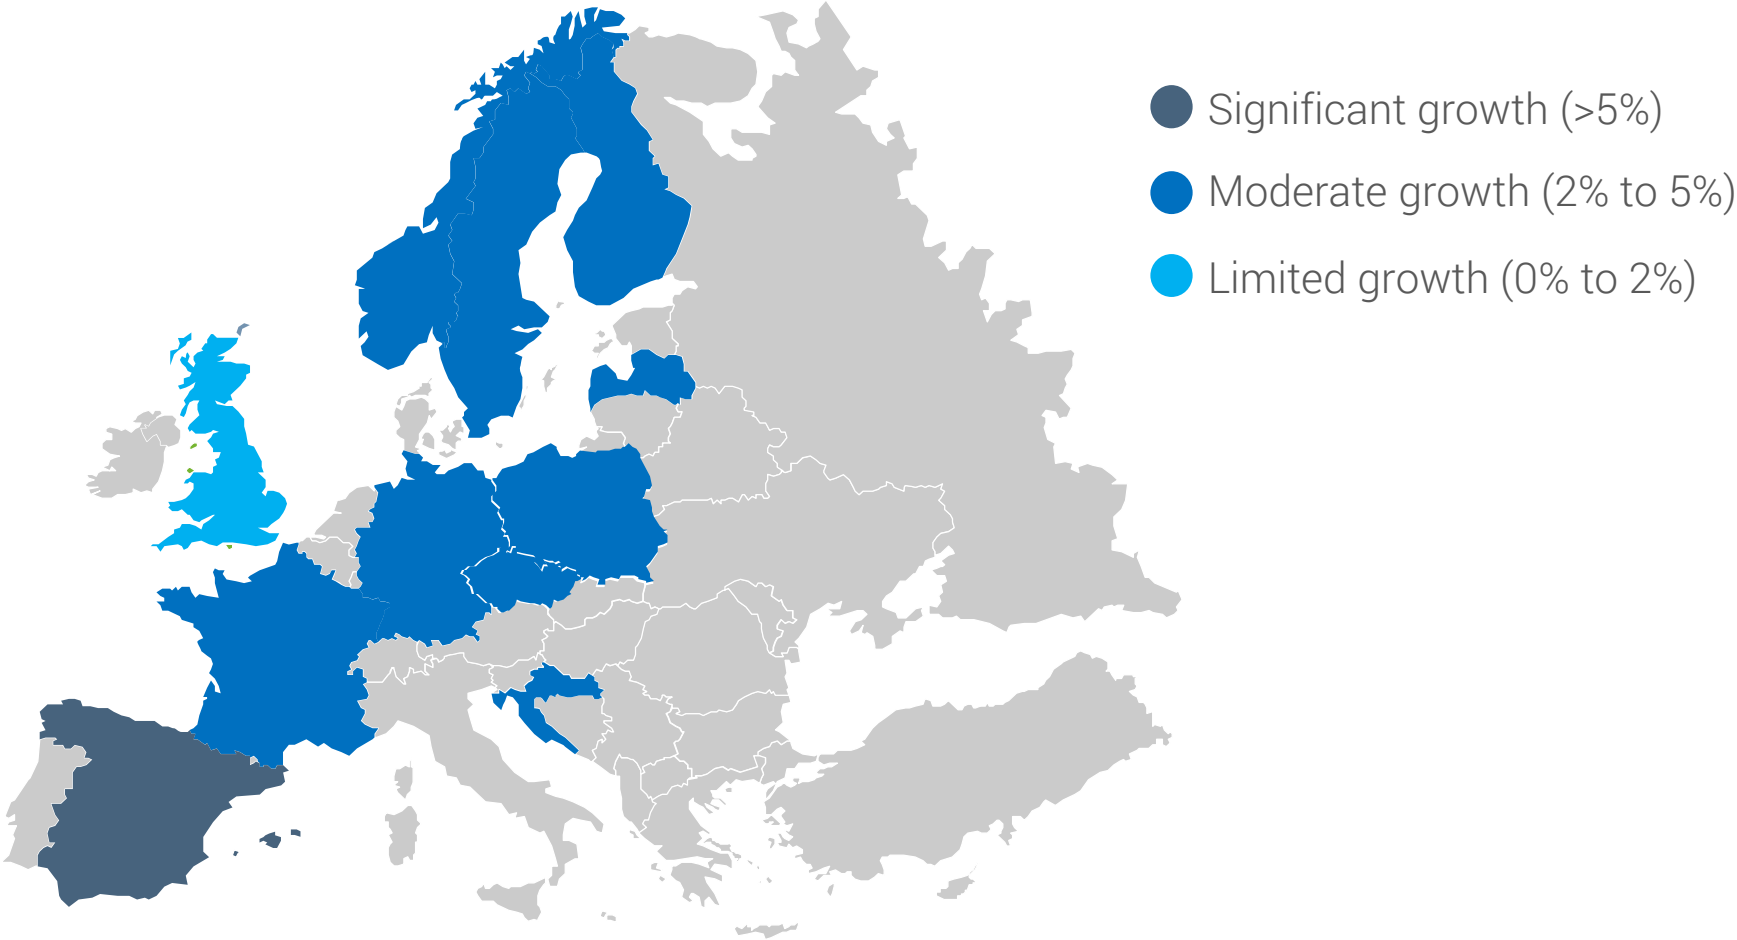 Significant growth (>5%)
Moderate growth (2% to 5%)
Limited growth (0% to 2%)